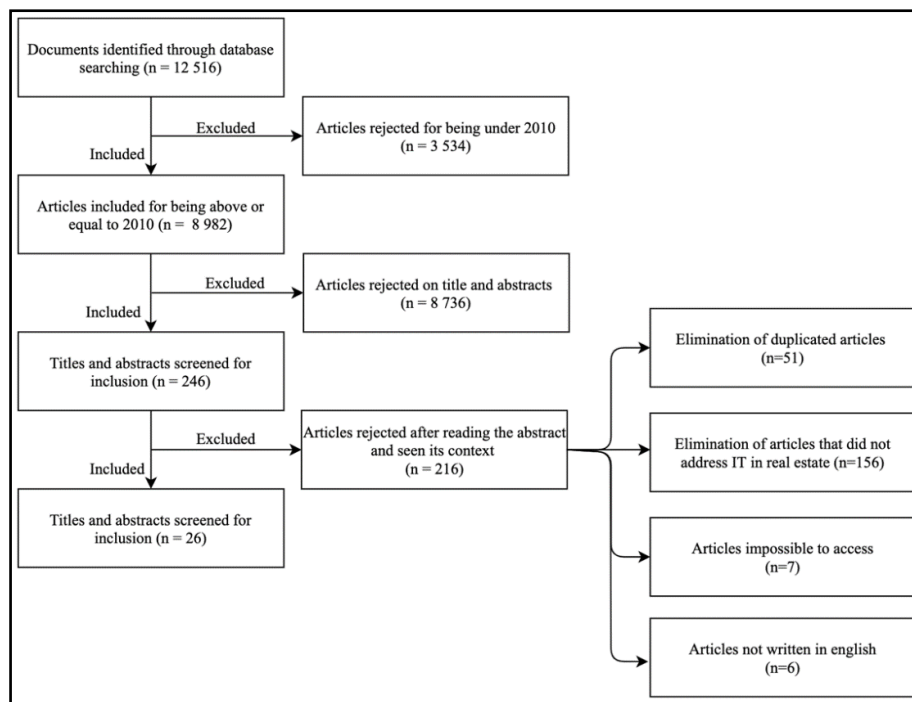 Documents identified through database
searching (n = 12 516)
Excluded
Articles rejected for being under 2010
(n = 3 534)
Included
Articles included for being above or
equal to 2010 (n =  8 982)
Excluded
Articles rejected on title and abstracts
(n = 8 736)
Included
Titles and abstracts screened for
inclusion (n = 246)
Excluded
Articles rejected after reading the abstract
and seen its context
(n = 216)
Included
Titles and abstracts screened for
inclusion (n = 26)
Elimination of duplicated articles
(n=51)
Elimination of articles that did not
address IT in real estate (n=156)
Articles impossible to access
(n=7)
Articles not written in english
(n=6)